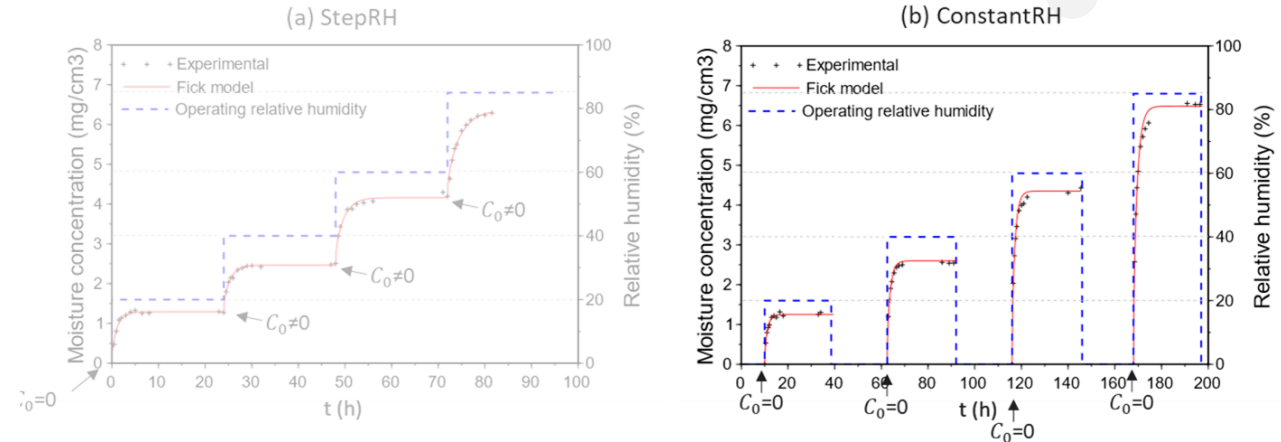 (a) StepRH
Moisture concentration (mg/cm3)
8
7
6
5
4
3
2
1
0
Experimental
Fick model
Operating relative humidity
100
80
60
40
20
0
Relative humidity (%)
C₀≠0
C₀≠0
C₀≠0
C₀=0
0 10 20 30 40 50 60 70 80 90 100
t (h)
(b) ConstantRH
Moisture concentration (mg/cm3)
8
7
6
5
4
3
2
1
0
Experimental
Fick model
Operating relative humidity
100
80
60
40
20
0
Relative humidity (%)
0 20 40 60 80 100 120 140 160 180 200
C₀=0
C₀=0
t (h)
C₀=0
C₀=0